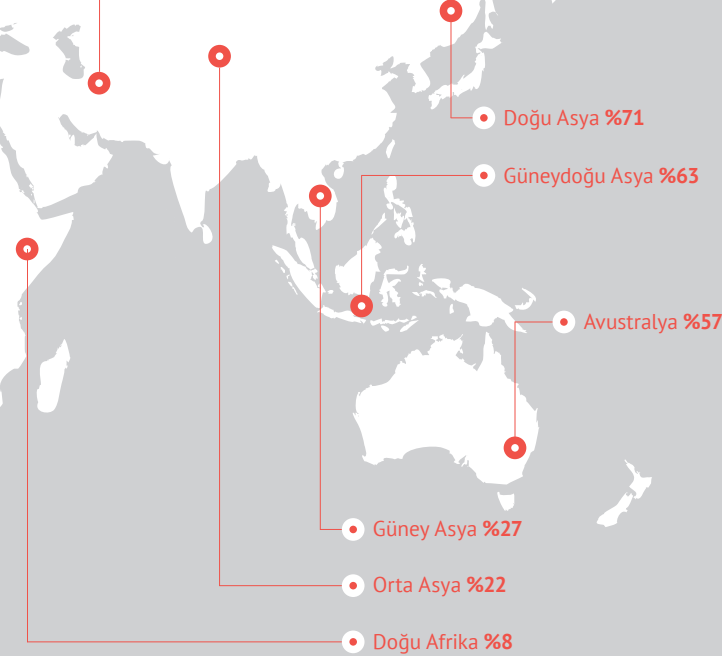 Doğu Asya %71
Güneydoğu Asya %63
Avustralya %57
Güney Asya %27
Orta Asya %22
Doğu Afrika %8